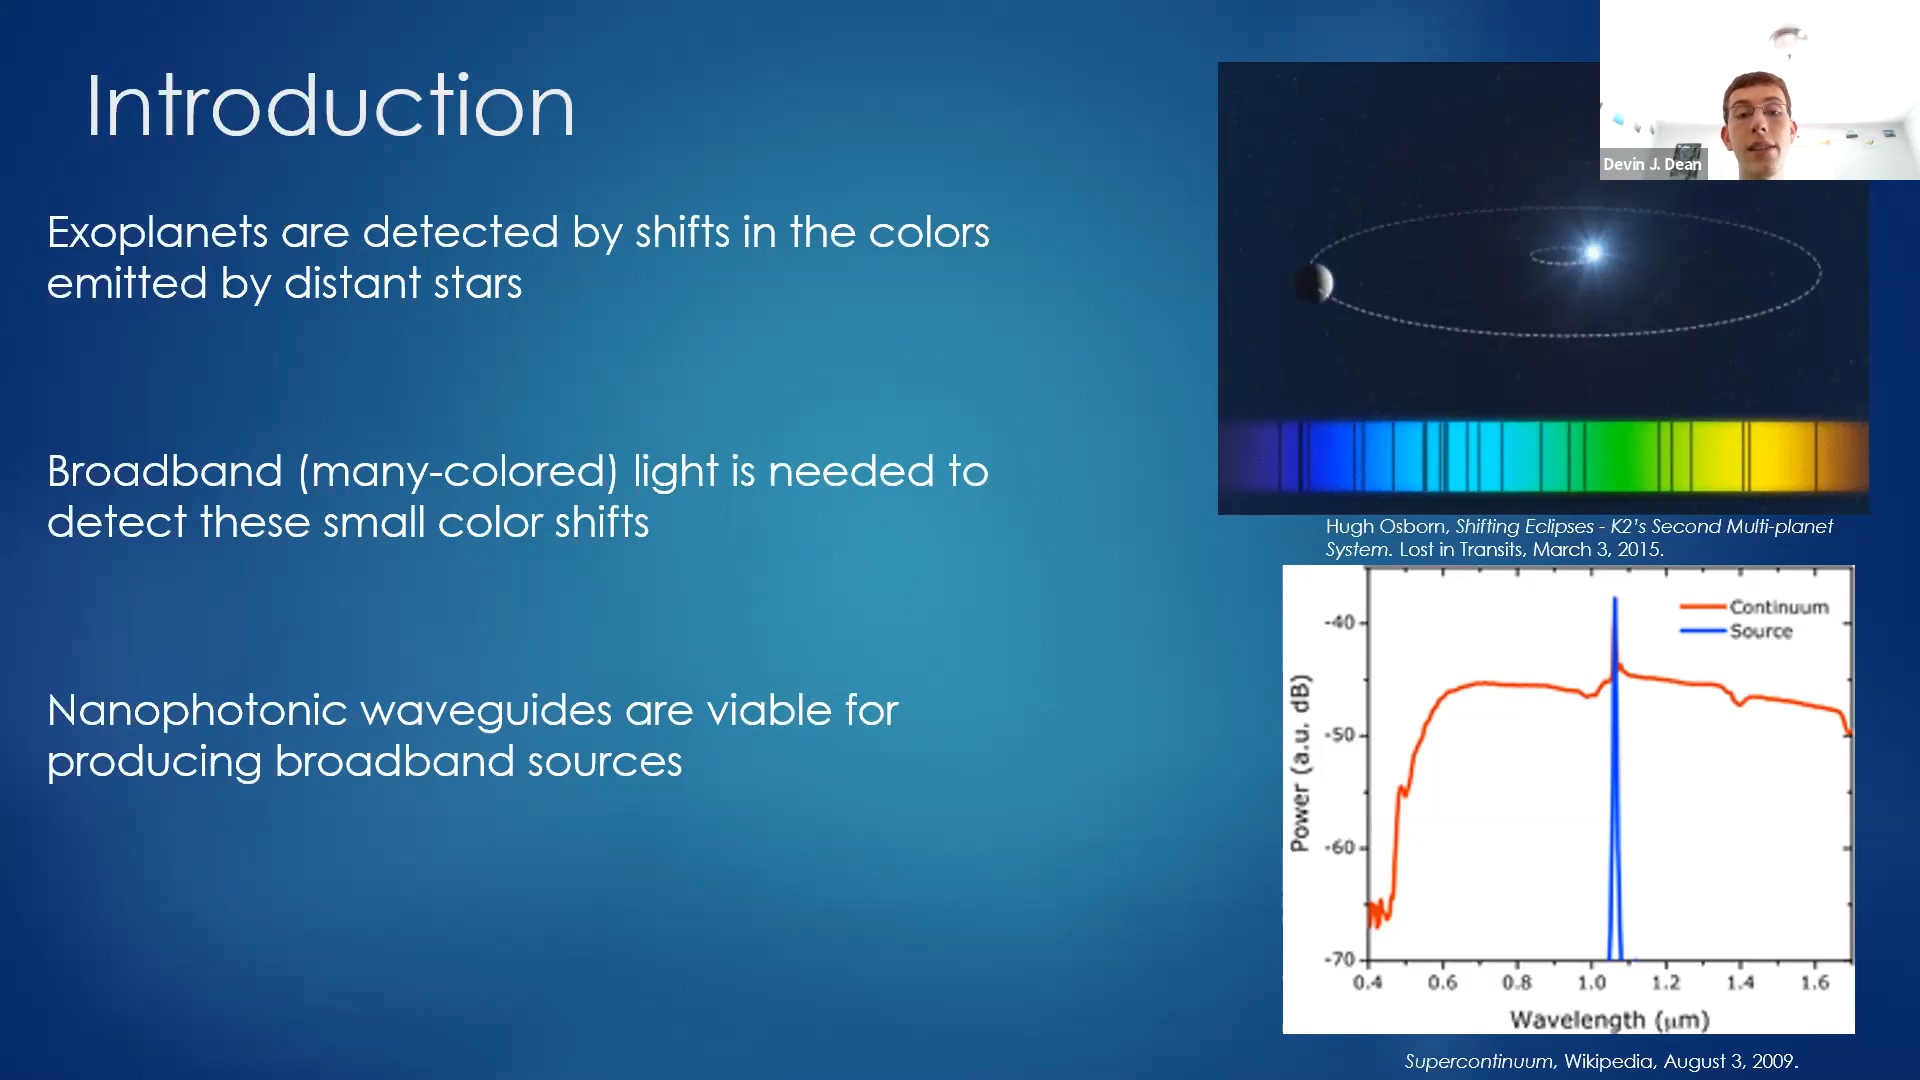 Introduction
Exoplanets are detected by shifts in the colors
emitted by distant stars
Broadband (many-colored) light is needed to
detect these small color shifts
Nanophotonic waveguides are viable for
producing broadband sources
Devin J. Dean
Hugh Osborn, Shifting Eclipses - K2's Second Multi-planet
System. Lost in Transits, March 3, 2015.
Continuum
Source
Power (a.u. dB)
-40
-50
-60
-70
0.4 0.6 0.8 1.0 1.2 1.4 1.6
Wavelength (μm)
Supercontinuum, Wikipedia, August 3, 2009.